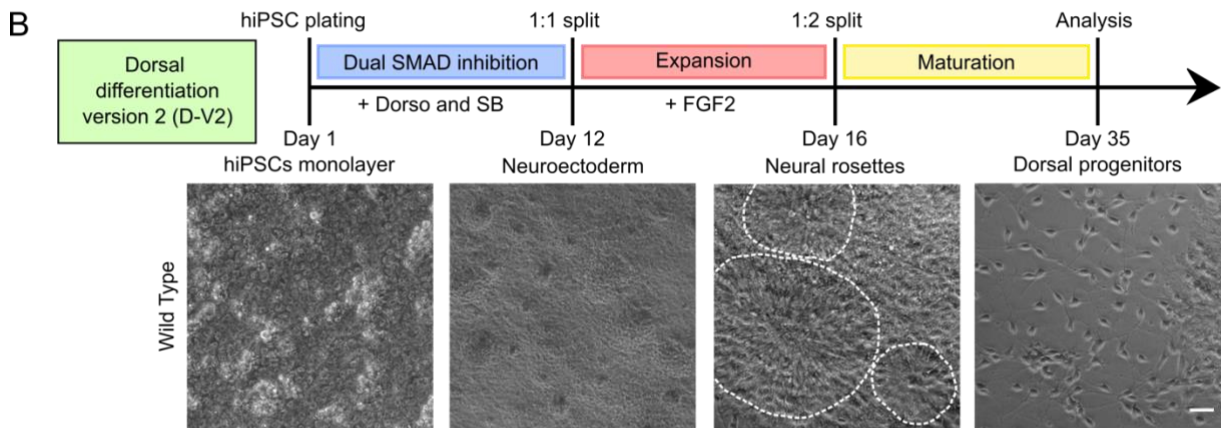 B
Dorsal
differentiation
version 2 (D-V2)
hiPSC plating
1:1 split
1:2 split
Analysis
Dual SMAD inhibition
Expansion
Maturation
+ Dorso and SB
+ FGF2
Day 1
Day 12
Day 16
Day 35
hiPSCs monolayer
Neuroectoderm
Neural rosettes
Dorsal progenitors
Wild Type